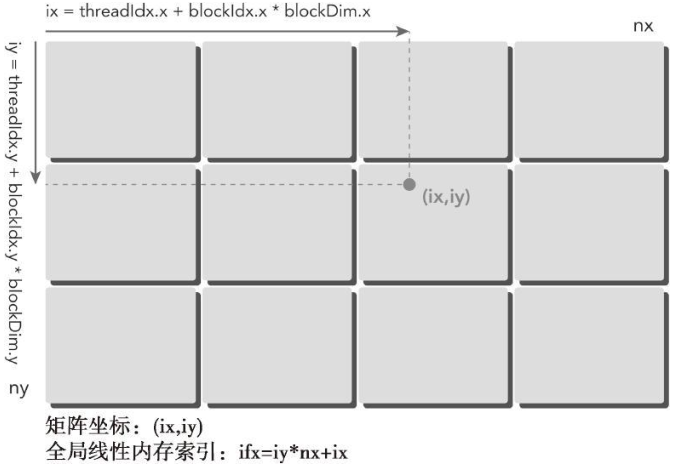 ix = threadIdx.x + blockIdx.x * blockDim.x
nx
iy = threadIdx.y + blockIdx.y * blockDim.y
(ix,iy)
ny
矩阵坐标：(ix,iy)
全局线性内存索引：ifx=iy*nx+ix